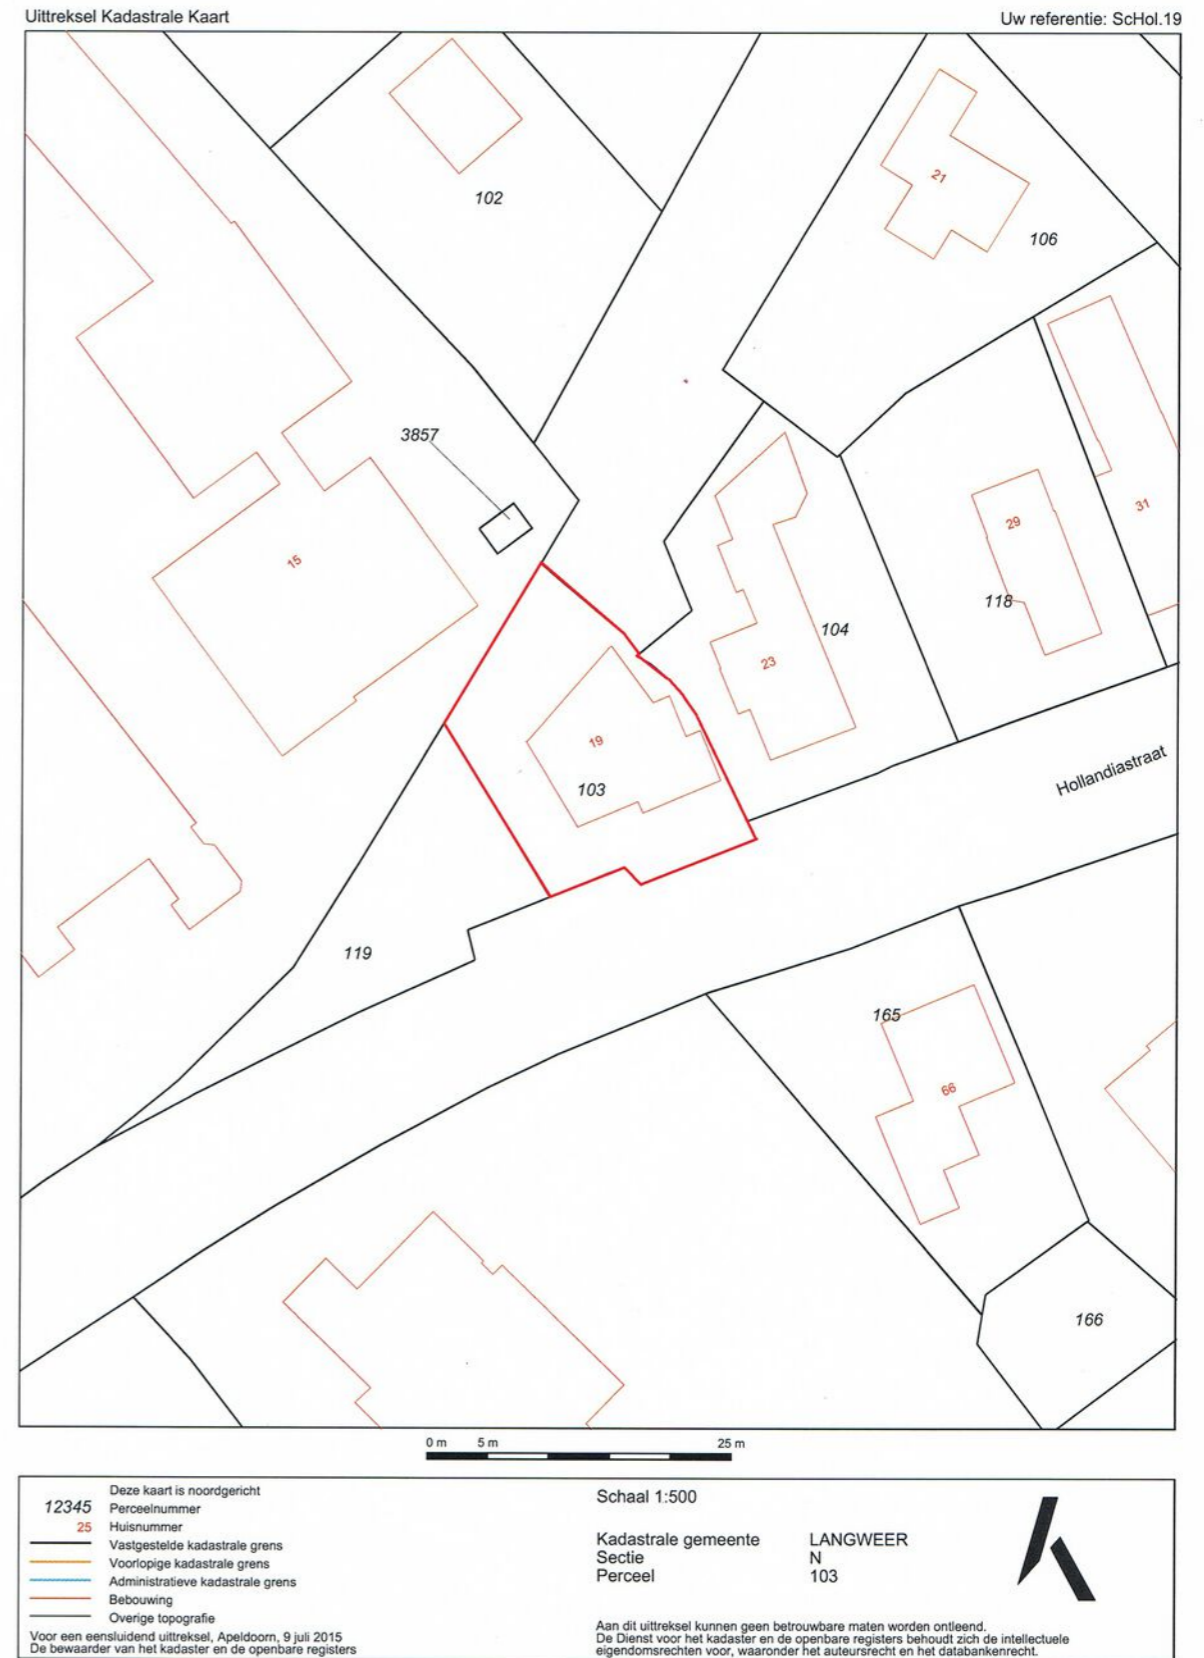 Uittreksel Kadastrale Kaart
Uw referentie: ScHol.19
102
21
106
3857
31
29
15
118
104
23
19
103
Hollandiastraat
119
165
66
166
0 m 5 m 25 m
Deze kaart is noordgericht
12345 Perceelnummer
25 Huisnummer
Vastgestelde kadastrale grens
Voorlopige kadastrale grens
Administratieve kadastrale grens
Bebouwing
Overige topografie
Voor een eensluidend uittreksel, Apeldoorn, 9 juli 2015
De bewaarder van het kadaster en de openbare registers
Schaal 1:500
Kadastrale gemeente LANGWEER
Sectie N
Perceel 103
Aan dit uittreksel kunnen geen betrouwbare maten worden ontleend.
De Dienst voor het kadaster en de openbare registers behoudt zich de intellectuele
eigendomsrechten voor, waaronder het auteursrecht en het databankenrecht.